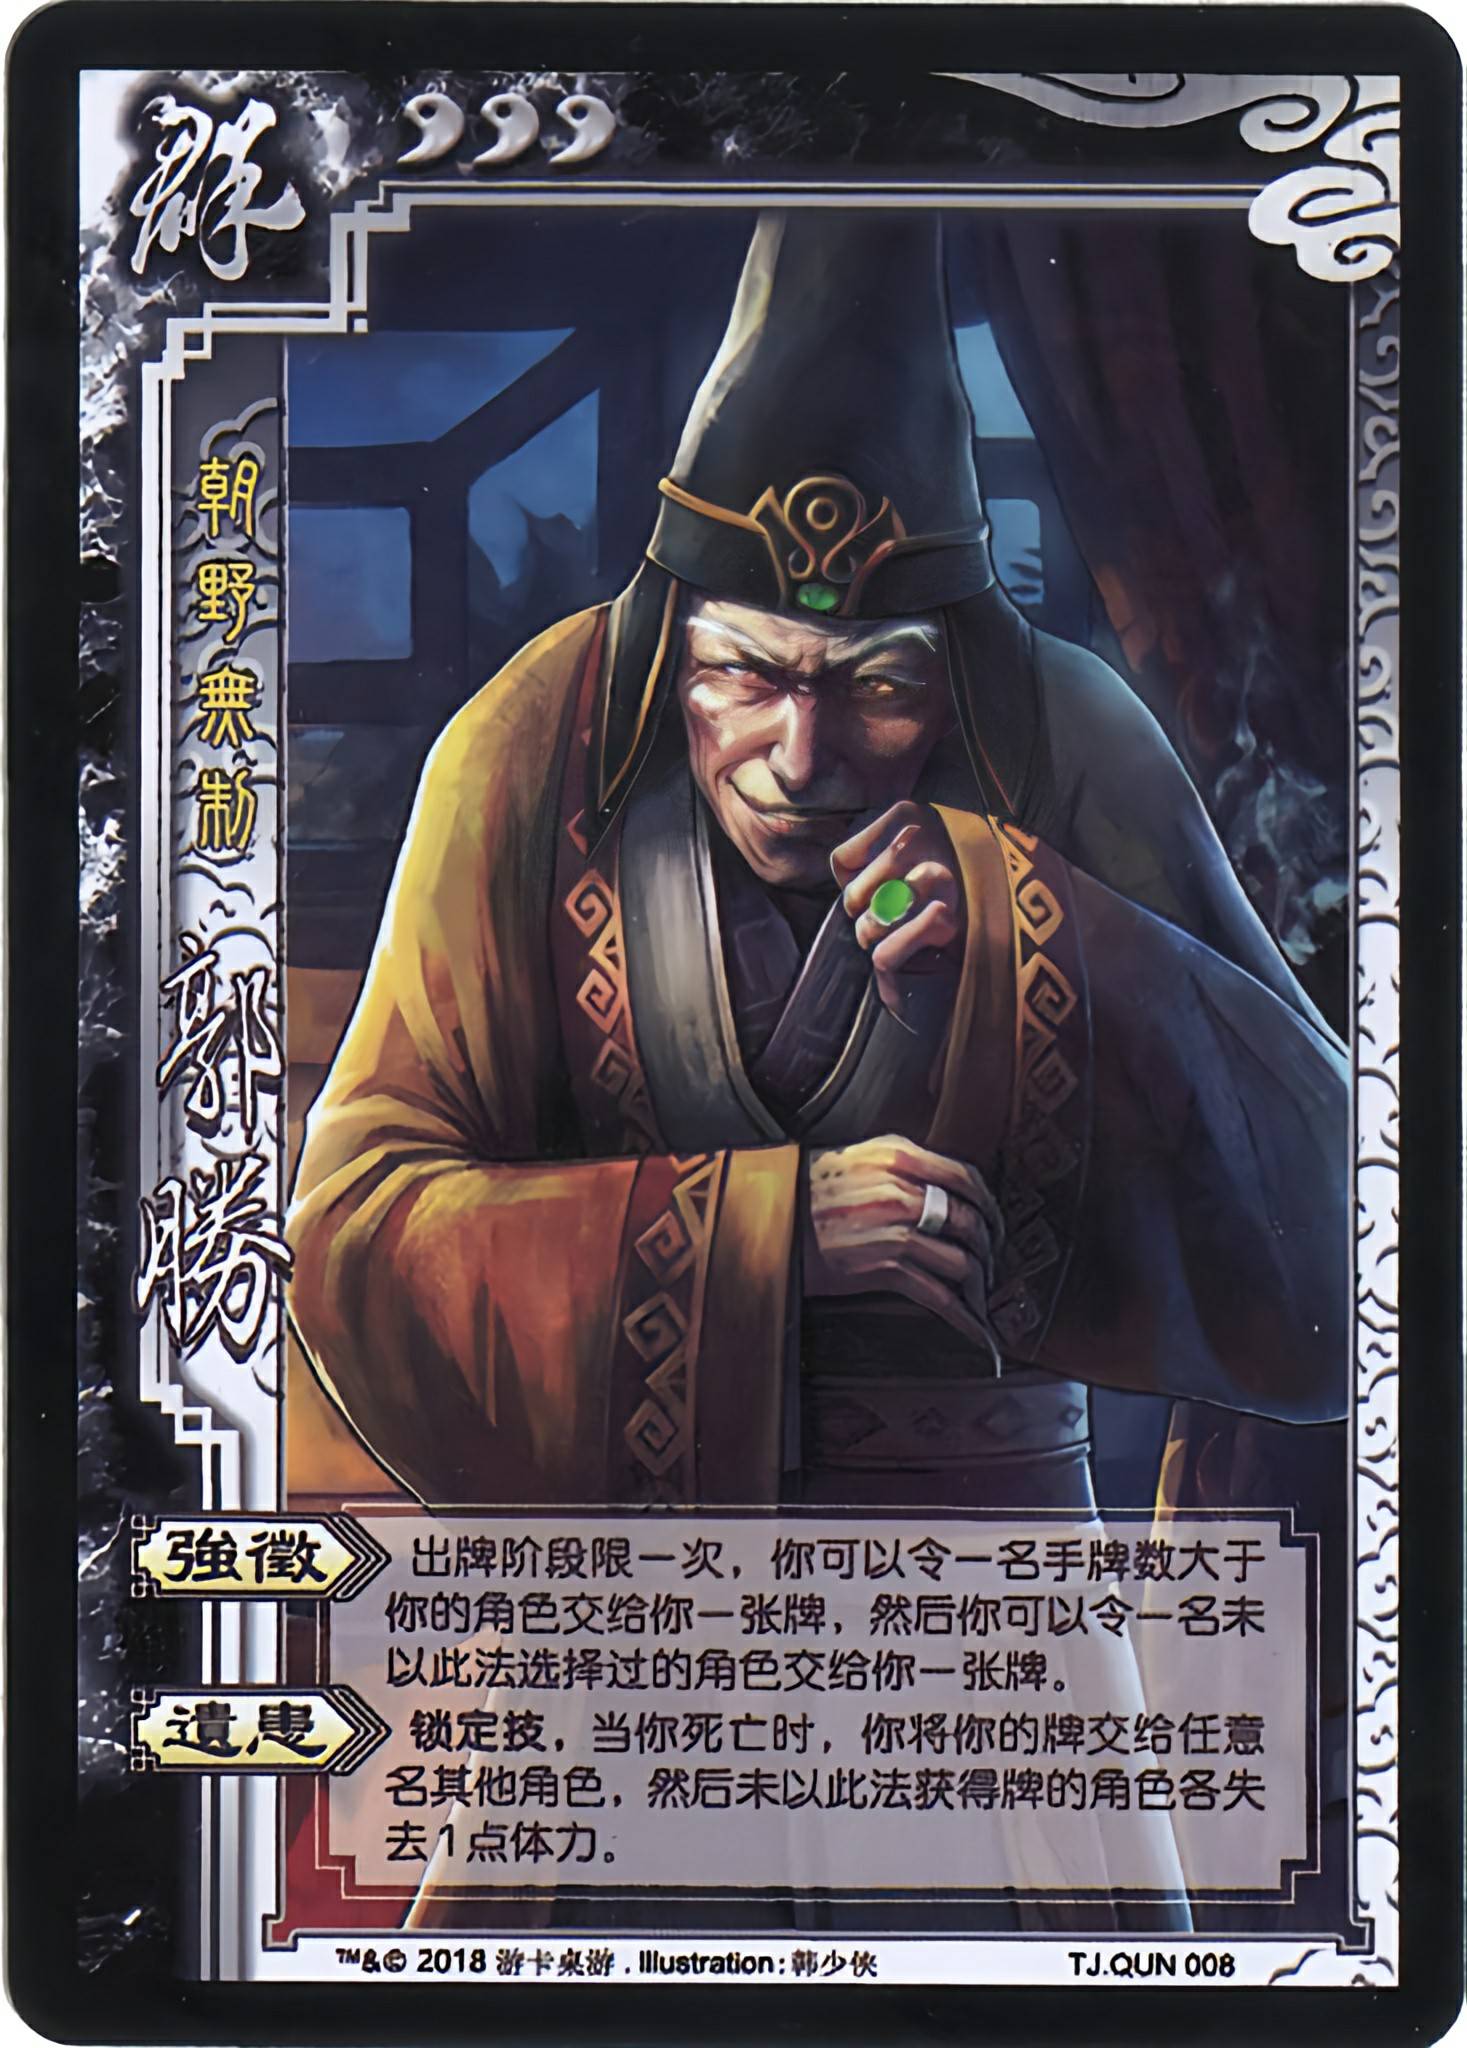 群
朝野無制
郭勝
強徵
出牌阶段限一次，你可以令一名手牌数大于
你的角色交给你一张牌，然后你可以令一名未
以此法选择过的角色交给你一张牌。
遺患
锁定技，当你死亡时，你将你的牌交给任意
名其他角色，然后未以此法获得牌的角色各失
去1点体力。
™&© 2018 游卡桌游 . Illustration:韩少侠
TJ.QUN 008